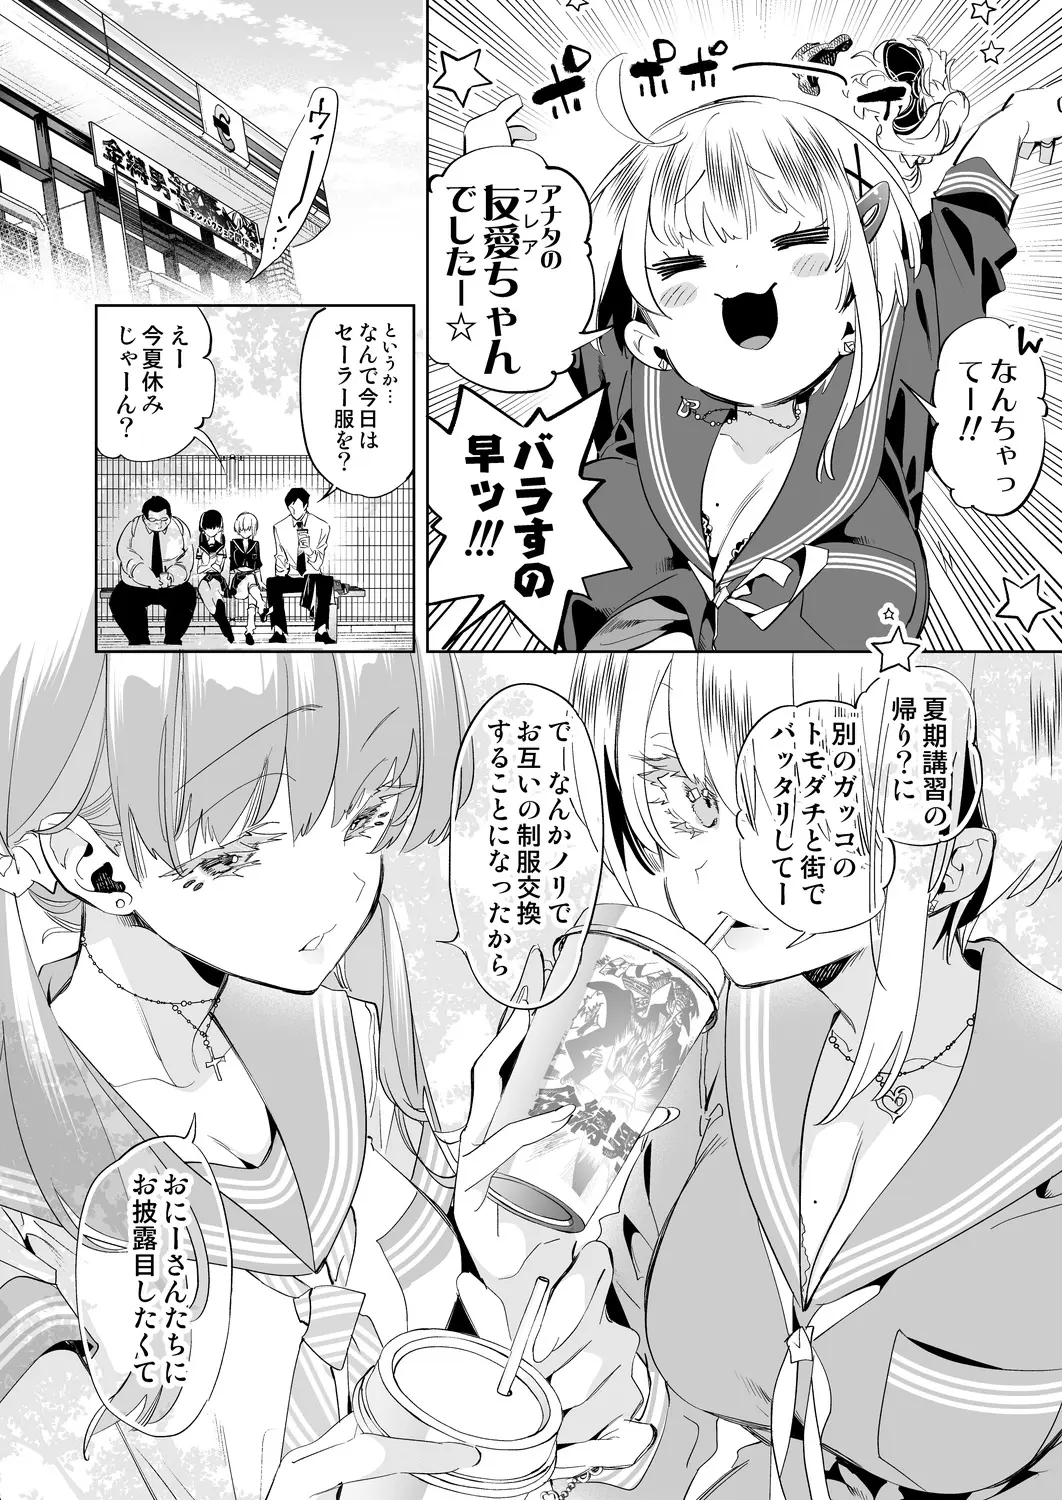 なんちゃっ
てー!!
ポポポーイ
アナタの
友愛ちゃん
フレア
でしたー☆
バラすの
早ッ!!!
ウィーーン…
というか…
なんで今日は
セーラー服を?
えー
今夏休み
じゃーん?
夏期講習の
帰り?に
別のガッコの
トモダチと街で
バッタリしてー
でーなんかノリで
お互いの制服交換
することになったから
おにーさんたちに
お披露目したくて